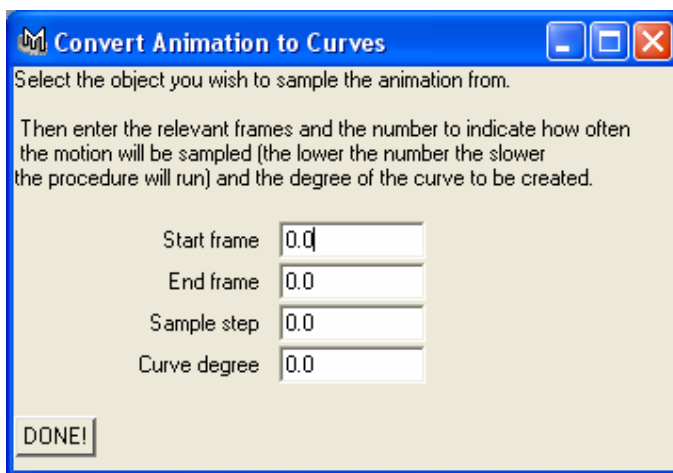 Convert Animation to Curves
Select the object you wish to sample the animation from.
Then enter the relevant frames and the number to indicate how often
the motion will be sampled (the lower the number the slower
the procedure will run) and the degree of the curve to be created.
Start frame 0.0
End frame 0.0
Sample step 0.0
Curve degree 0.0
DONE!